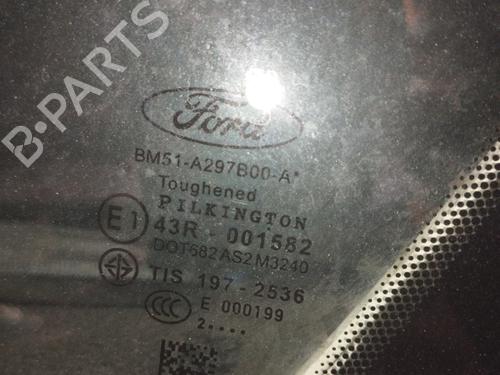 B-PARTS
Ford
BM51-A297B00-A*
Toughened
PILKINGTON
E1 43R - 001582
DOT682AS2M3240
TIS 197-2536
CCC E 000199
2....